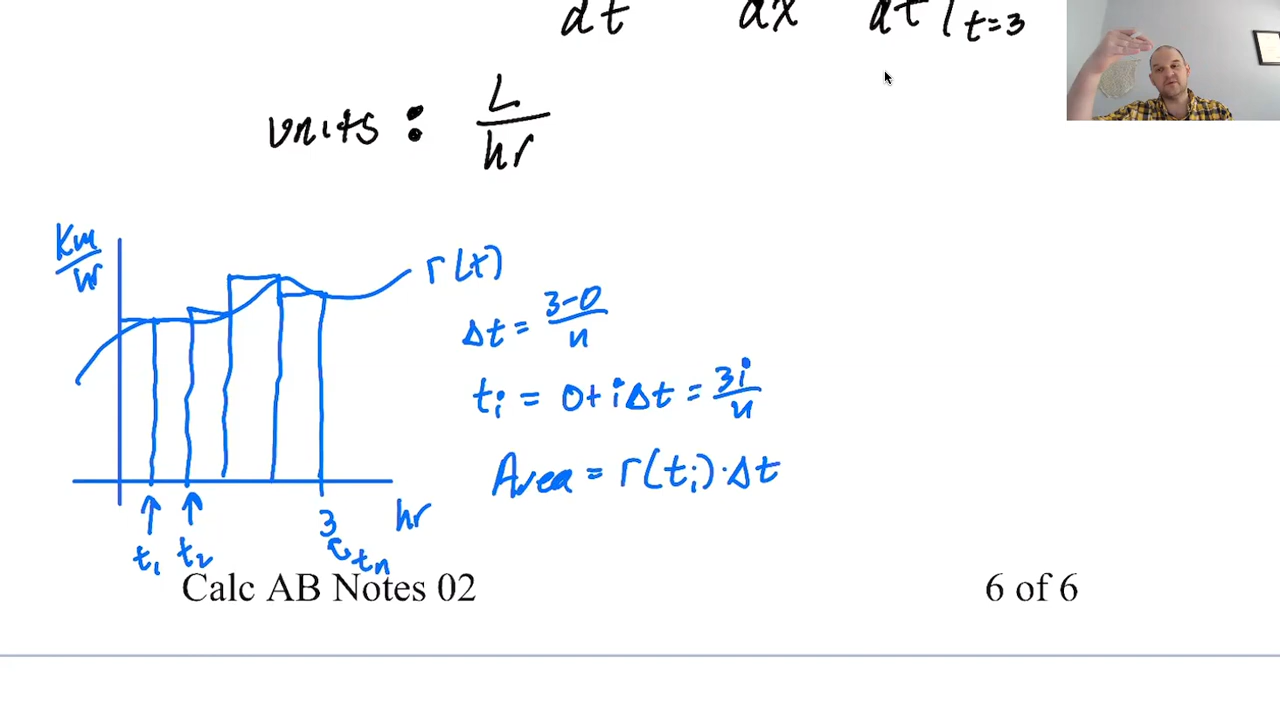 dt dx dt |t=3
units : L/hr
Km/hr
r(t)
Δt = 3-0/n
ti = 0+iΔt = 3i/n
Area = r(ti)·Δt
3 hr
t1 t2 tn
Calc AB Notes 02 6 of 6